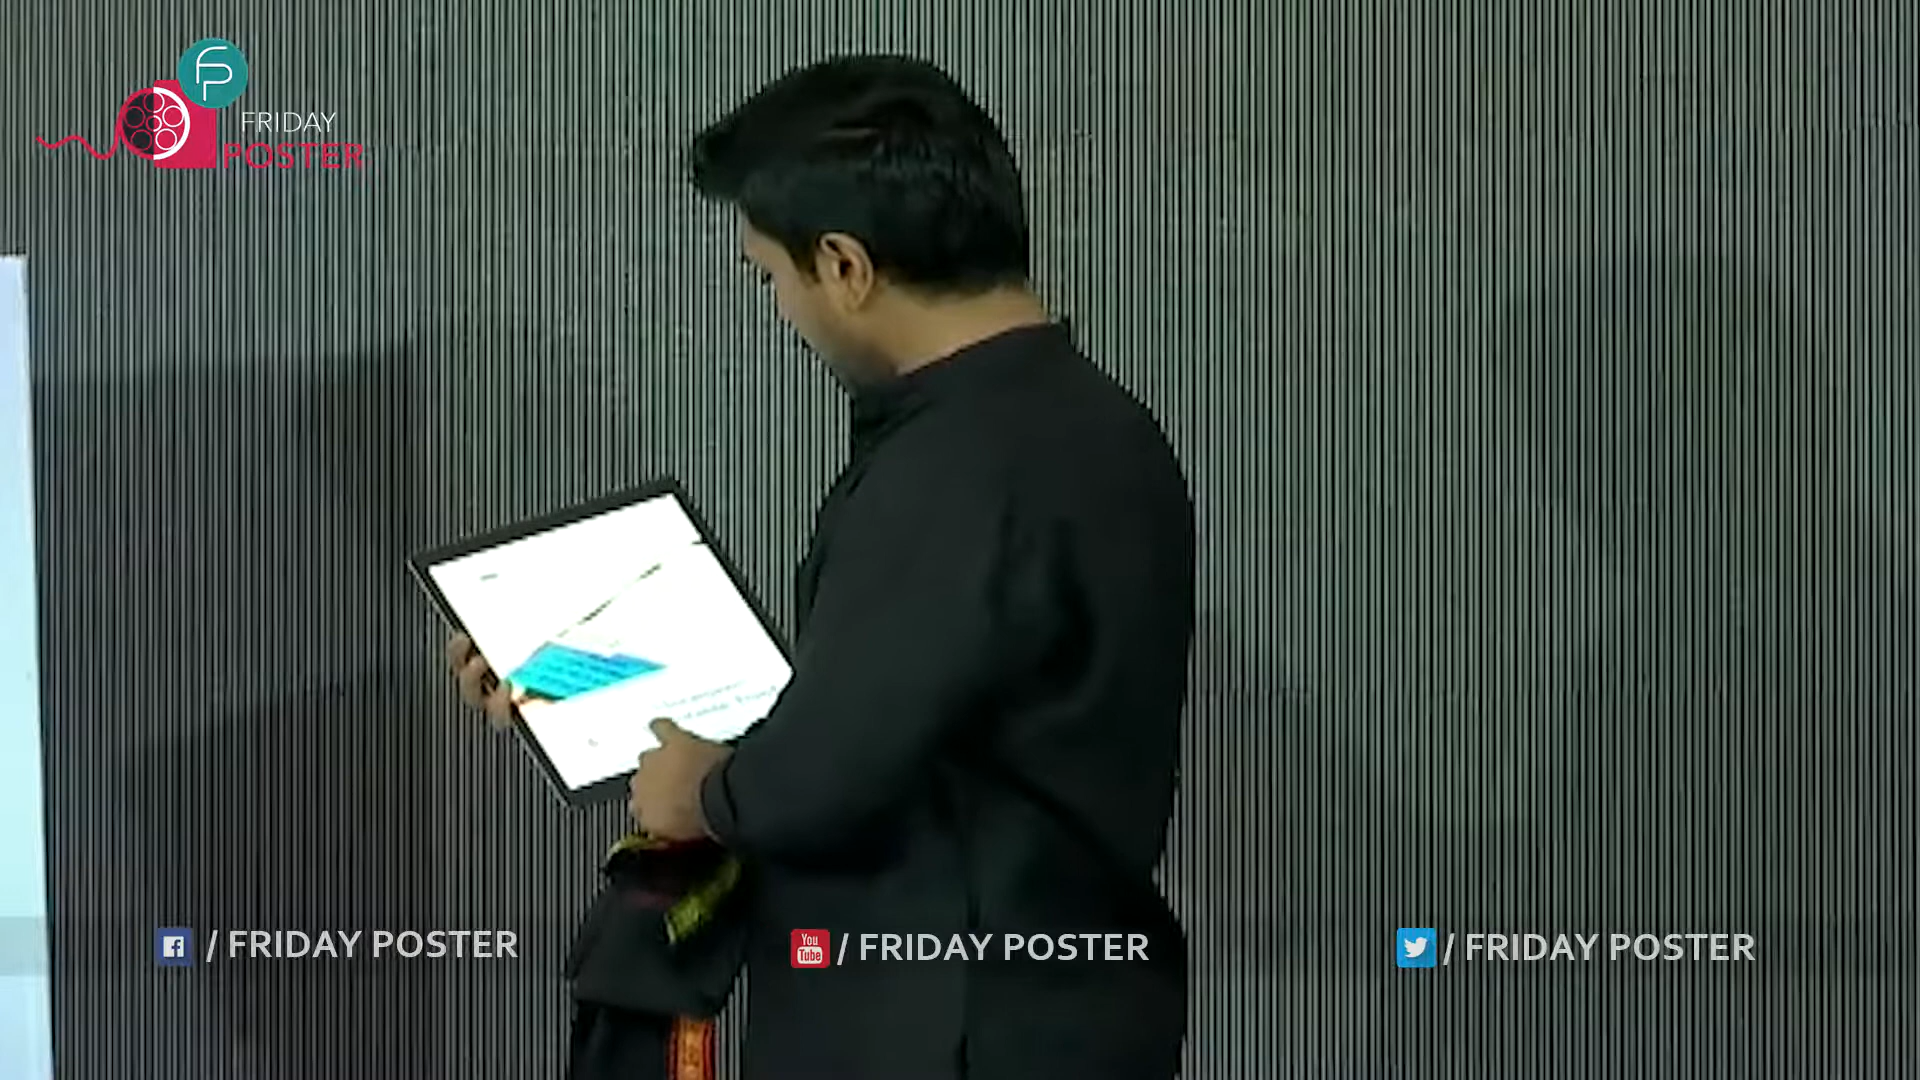 FRIDAY
POSTER
/ FRIDAY POSTER
You
Tube
/ FRIDAY POSTER
/ FRIDAY POSTER